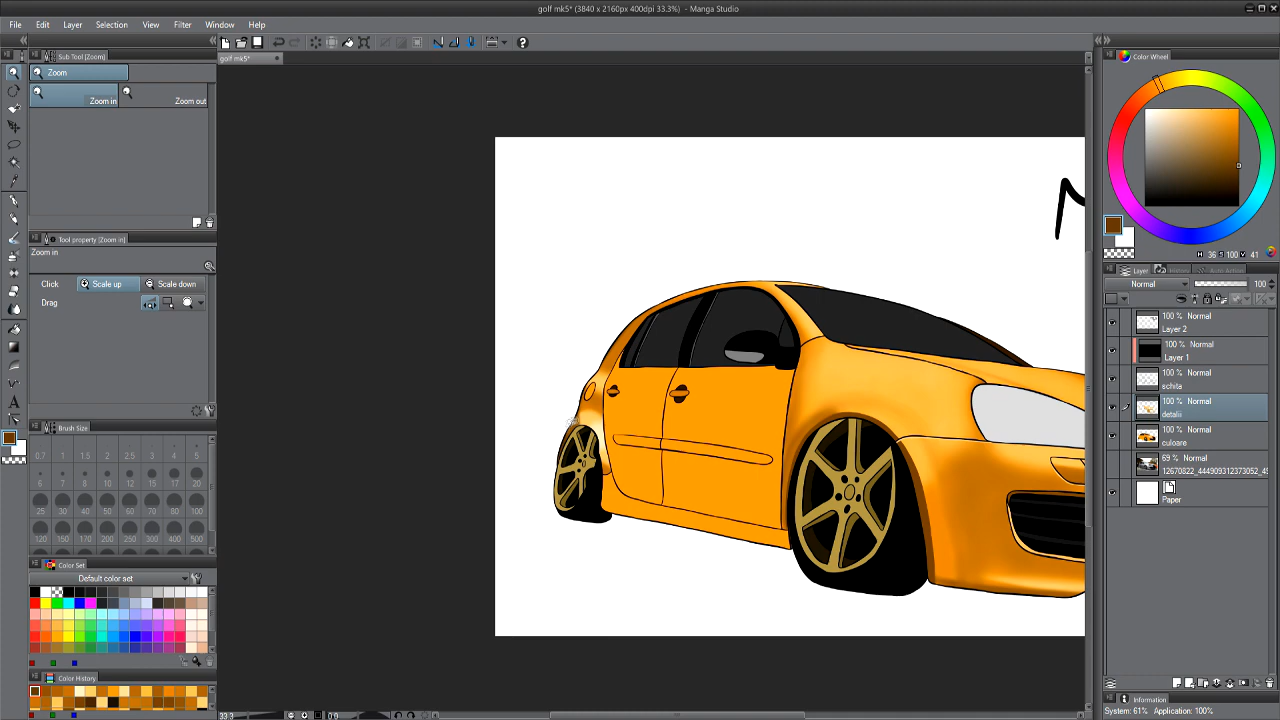 golf mk5* (3840 x 2160px 400dpi 33.3%) - Manga Studio
File Edit Layer Selection View Filter Window Help
Sub Tool [Zoom]
golf mk5*
Color Wheel
Zoom
Zoom in Zoom out
Tool property [Zoom in]
Zoom in
H 36 S 100 V 41
Layer History Auto Action
Click Scale up Scale down
Normal 100
Drag
100 % Normal
Layer 2
100 % Normal
Layer 1
100 % Normal
schita
100 % Normal
detalii
100 % Normal
culoare
69 % Normal
12670822_444909312373052_45
Paper
Brush Size
0.7 1 1.5 2 2.5 3 4 5
6 7 8 10 12 15 17 20
25 30 40 50 60 70 80 100
120 150 170 200 250 300 400 500
Color Set
Default color set
Color History
Information
System: 61% Application: 100%
33.3 0.0